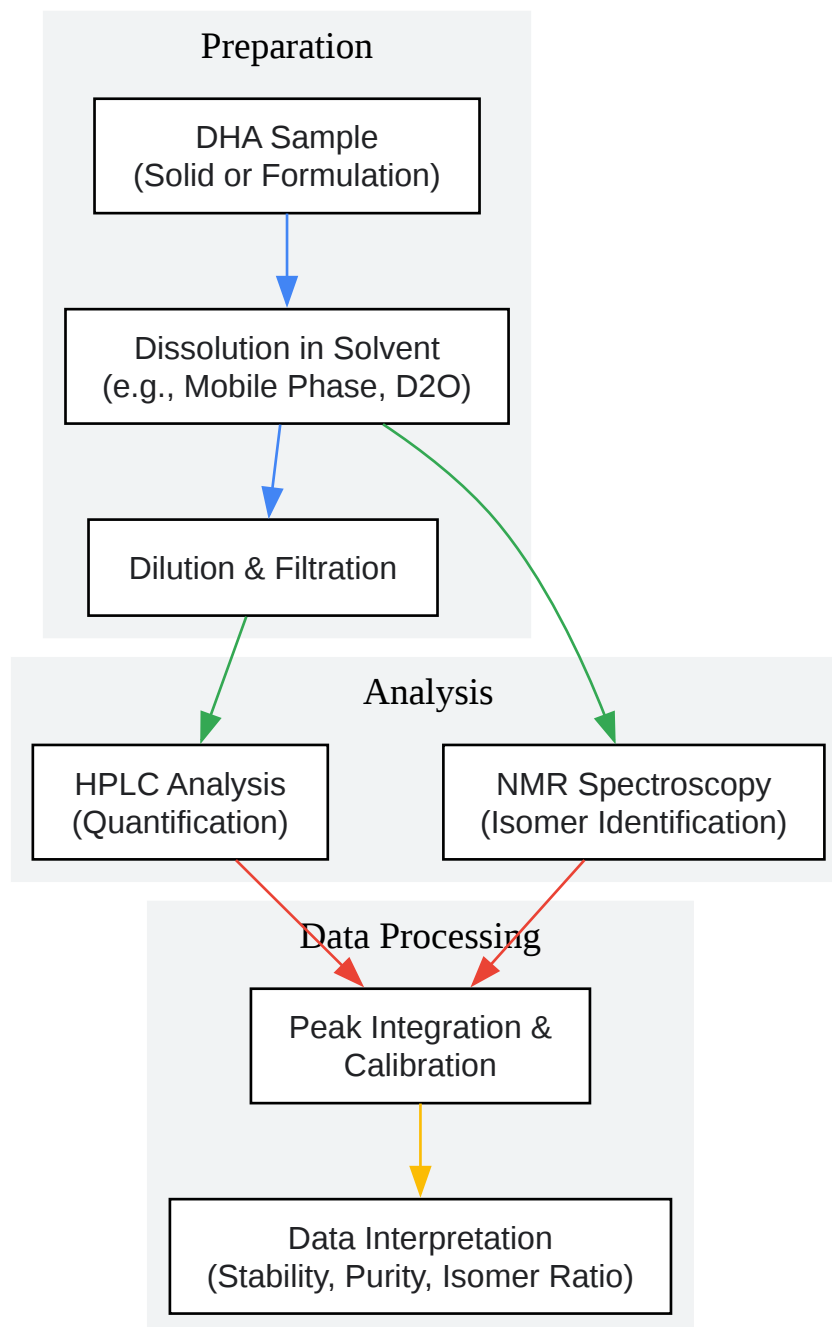 Preparation
DHA Sample
(Solid or Formulation)
Dissolution in Solvent
(e.g., Mobile Phase, D2O)
Dilution & Filtration
Analysis
HPLC Analysis
(Quantification)
NMR Spectroscopy
(Isomer Identification)
Data Processing
Peak Integration &
Calibration
Data Interpretation
(Stability, Purity, Isomer Ratio)